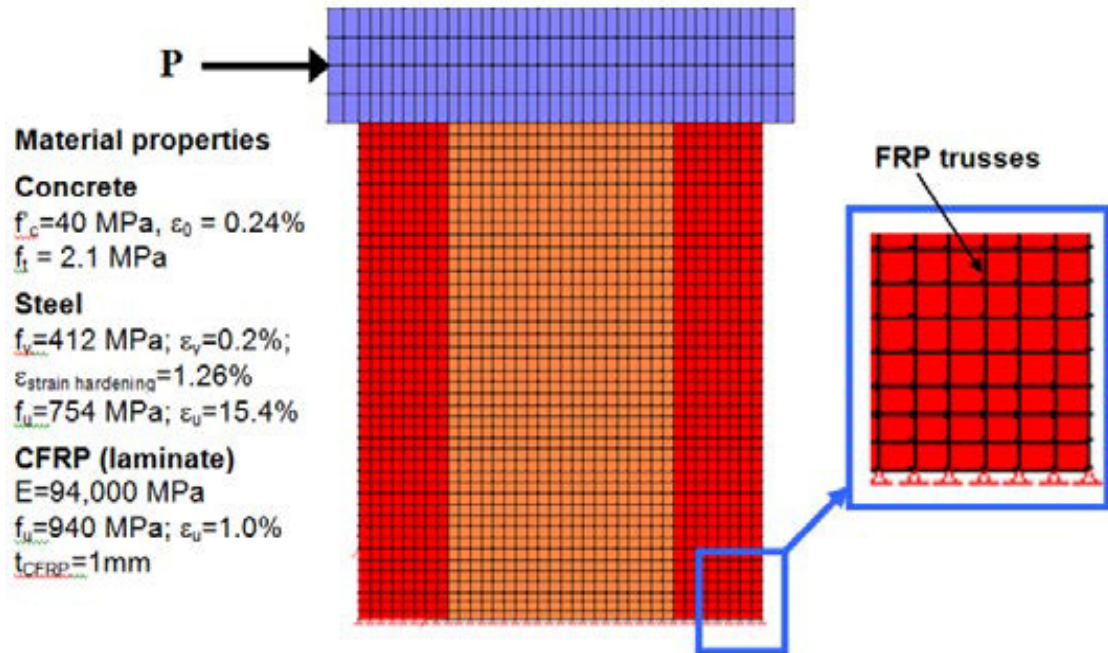 P
Material properties
Concrete
f'c=40 MPa, ε0 = 0.24%
ft = 2.1 MPa
Steel
fy=412 MPa; εy=0.2%;
εstrain hardening=1.26%
fu=754 MPa; εu=15.4%
CFRP (laminate)
E=94,000 MPa
fu=940 MPa; εu=1.0%
tCFRP=1mm
FRP trusses